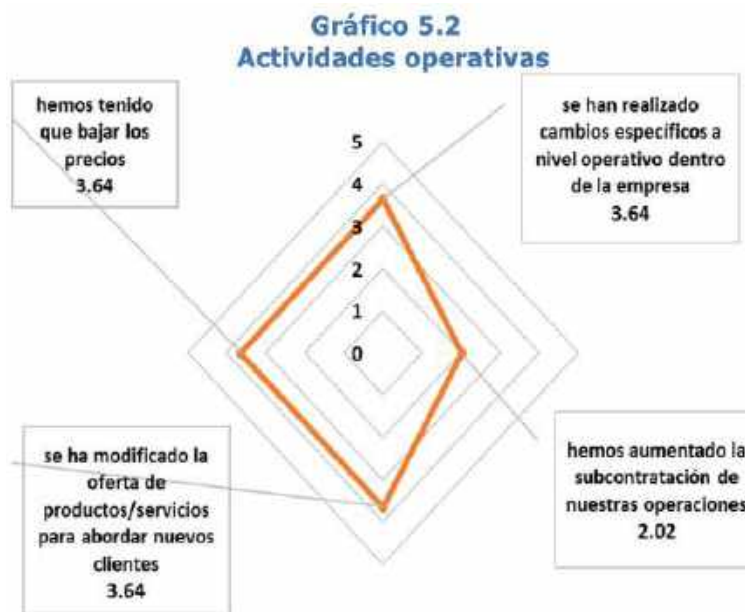 Gráfico 5.2
Actividades operativas
hemos tenido
que bajar los
precios
3.64
se han realizado
cambios específicos a
nivel operativo dentro
de la empresa
3.64
5
4
3
2
1
0
se ha modificado la
oferta de
productos/servicios
para abordar nuevos
clientes
3.64
hemos aumentado la
subcontratación de
nuestras operaciones
2.02